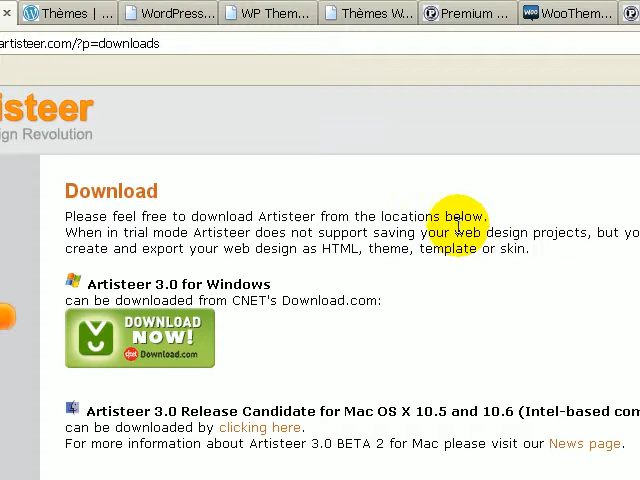 Thèmes |
WordPress...
WP Them...
Thèmes W...
Premium ...
WooThem...
artisteer.com/?p=downloads
isteer
ign Revolution
Download
Please feel free to download Artisteer from the locations below.
When in trial mode Artisteer does not support saving your web design projects, but yo
create and export your web design as HTML, theme, template or skin.
Artisteer 3.0 for Windows
can be downloaded from CNET's Download.com:
DOWNLOAD
NOW!
cnet Download.com
Artisteer 3.0 Release Candidate for Mac OS X 10.5 and 10.6 (Intel-based com
can be downloaded by clicking here.
For more information about Artisteer 3.0 BETA 2 for Mac please visit our News page.